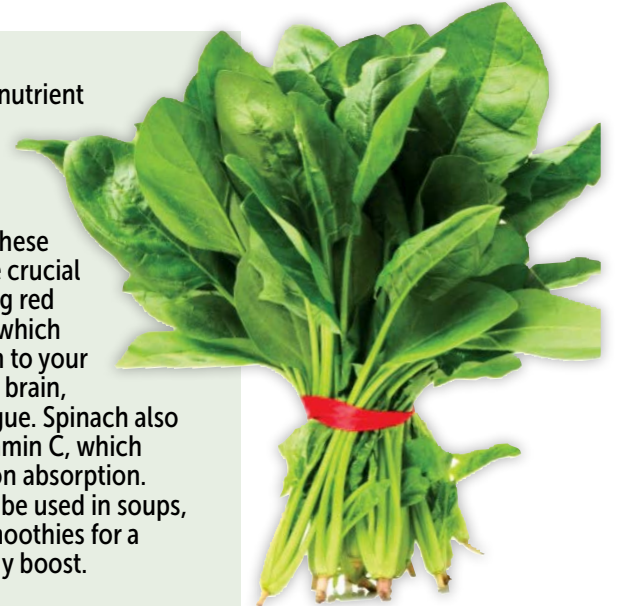 nutrient
hese
crucial
g red
which
n to your
brain,
gue. Spinach also
min C, which
on absorption.
be used in soups,
moothies for a
y boost.